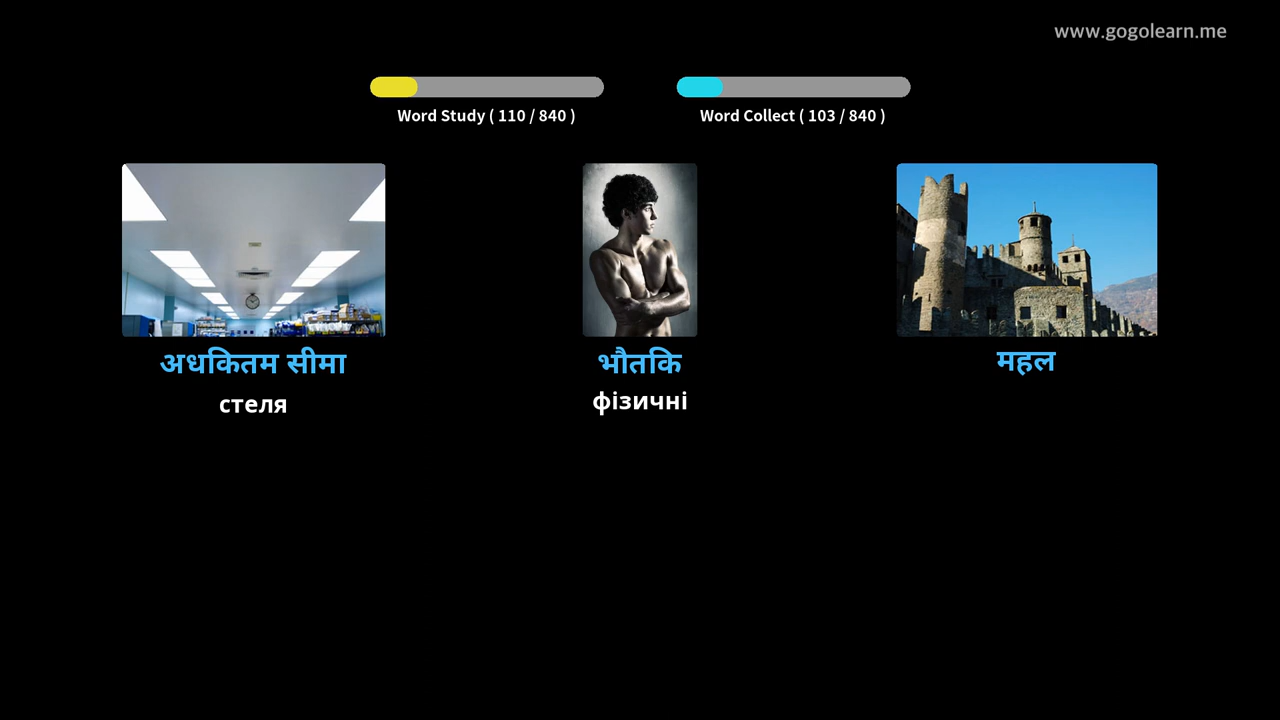 www.gogolearn.me
Word Study ( 110 / 840 )
Word Collect ( 103 / 840 )
अधकितम सीमा
भौतकि
महल
стеля
фізичні